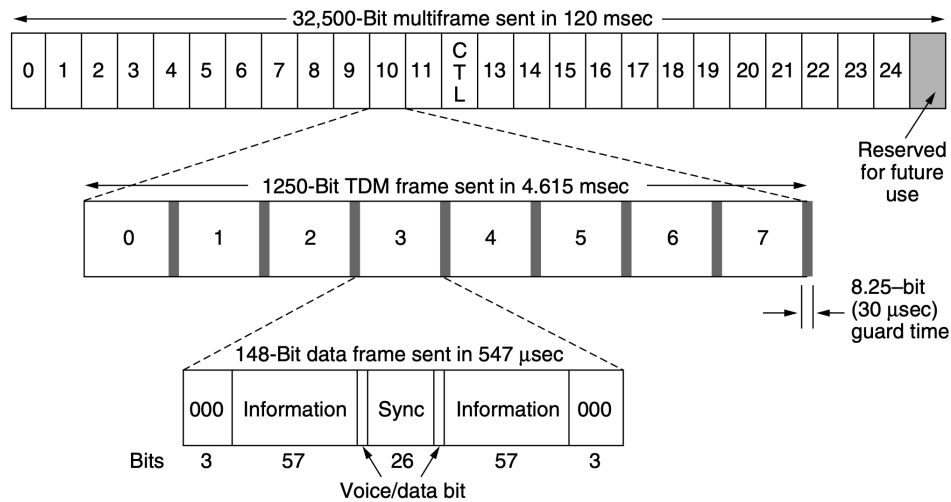 32,500-Bit multiframe sent in 120 msec
0 1 2 3 4 5 6 7 8 9 10 11 C T L 13 14 15 16 17 18 19 20 21 22 23 24
Reserved
for future
use
1250-Bit TDM frame sent in 4.615 msec
0 1 2 3 4 5 6 7
8.25–bit
(30 μsec)
guard time
148-Bit data frame sent in 547 μsec
000 Information Sync Information 000
Bits 3 57 26 57 3
Voice/data bit